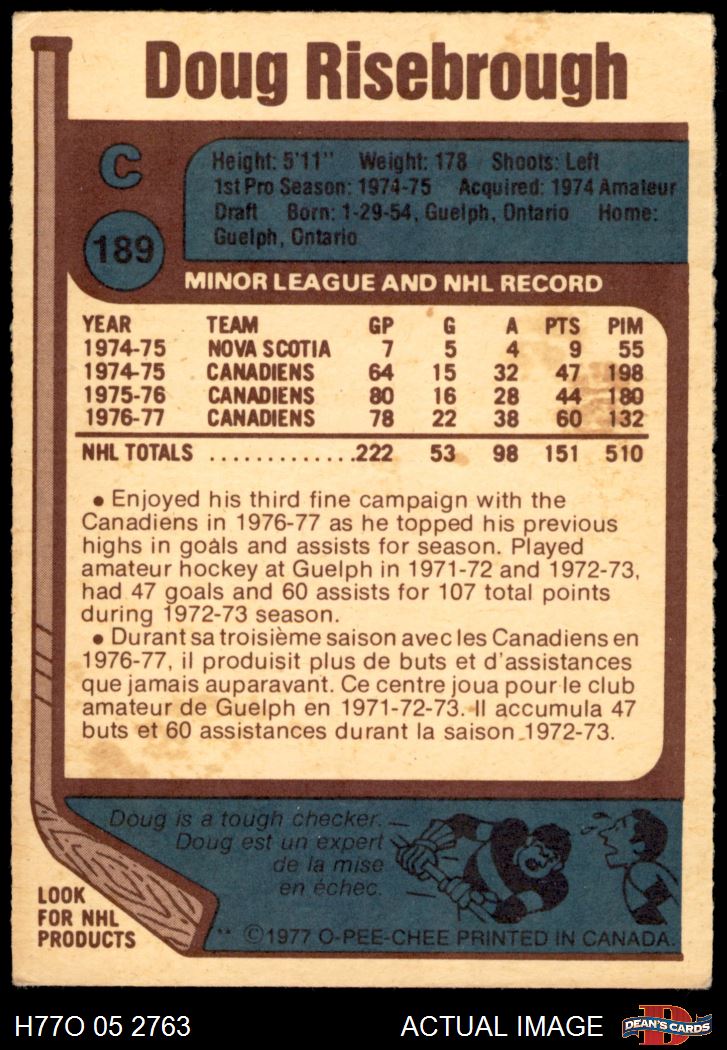 Doug Risebrough
C
189
Height: 5'11" Weight: 178 Shoots: Left
1st Pro Season: 1974-75 Acquired: 1974 Amateur
Draft Born: 1-29-54, Guelph, Ontario Home:
Guelph, Ontario
MINOR LEAGUE AND NHL RECORD
YEAR TEAM GP G A PTS PIM
1974-75 NOVA SCOTIA 7 5 4 9 55
1974-75 CANADIENS 64 15 32 47 198
1975-76 CANADIENS 80 16 28 44 180
1976-77 CANADIENS 78 22 38 60 132
NHL TOTALS .............222 53 98 151 510
• Enjoyed his third fine campaign with the
Canadiens in 1976-77 as he topped his previous
highs in goals and assists for season. Played
amateur hockey at Guelph in 1971-72 and 1972-73,
had 47 goals and 60 assists for 107 total points
during 1972-73 season.
• Durant sa troisième saison avec les Canadiens en
1976-77, il produisit plus de buts et d'assistances
que jamais auparavant. Ce centre joua pour le club
amateur de Guelph en 1971-72-73. Il accumula 47
buts et 60 assistances durant la saison 1972-73.
Doug is a tough checker.
Doug est un expert
de la mise
en échec.
LOOK
FOR NHL
PRODUCTS
** ©1977 O-PEE-CHEE PRINTED IN CANADA.
H77O 05 2763 ACTUAL IMAGE
D
DEAN'S CARDS